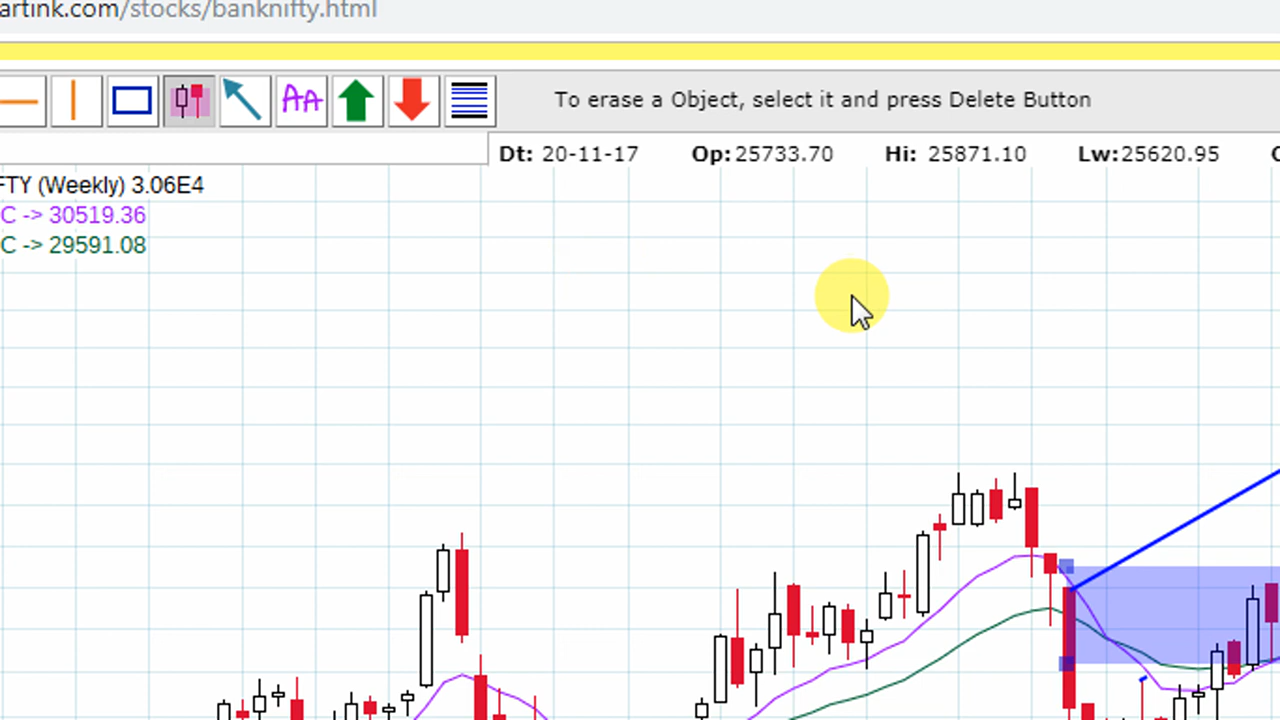 artink.com/stocks/banknifty.html
AA
To erase a Object, select it and press Delete Button
Dt: 20-11-17 Op:25733.70 Hi: 25871.10 Lw:25620.95
FTY (Weekly) 3.06E4
C -> 30519.36
C -> 29591.08